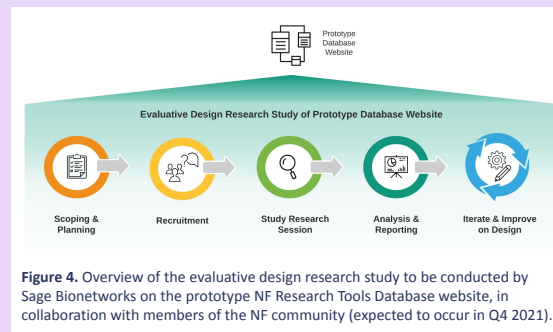 Prototype
Database
Website
Evaluative Design Research Study of Prototype Database Website
Scoping &
Planning
Recruitment
Study Research
Session
Analysis &
Reporting
Iterate & Improve
on Design
Figure 4. Overview of the evaluative design research study to be conducted by
Sage Bionetworks on the prototype NF Research Tools Database website, in
collaboration with members of the NF community (expected to occur in Q4 2021).